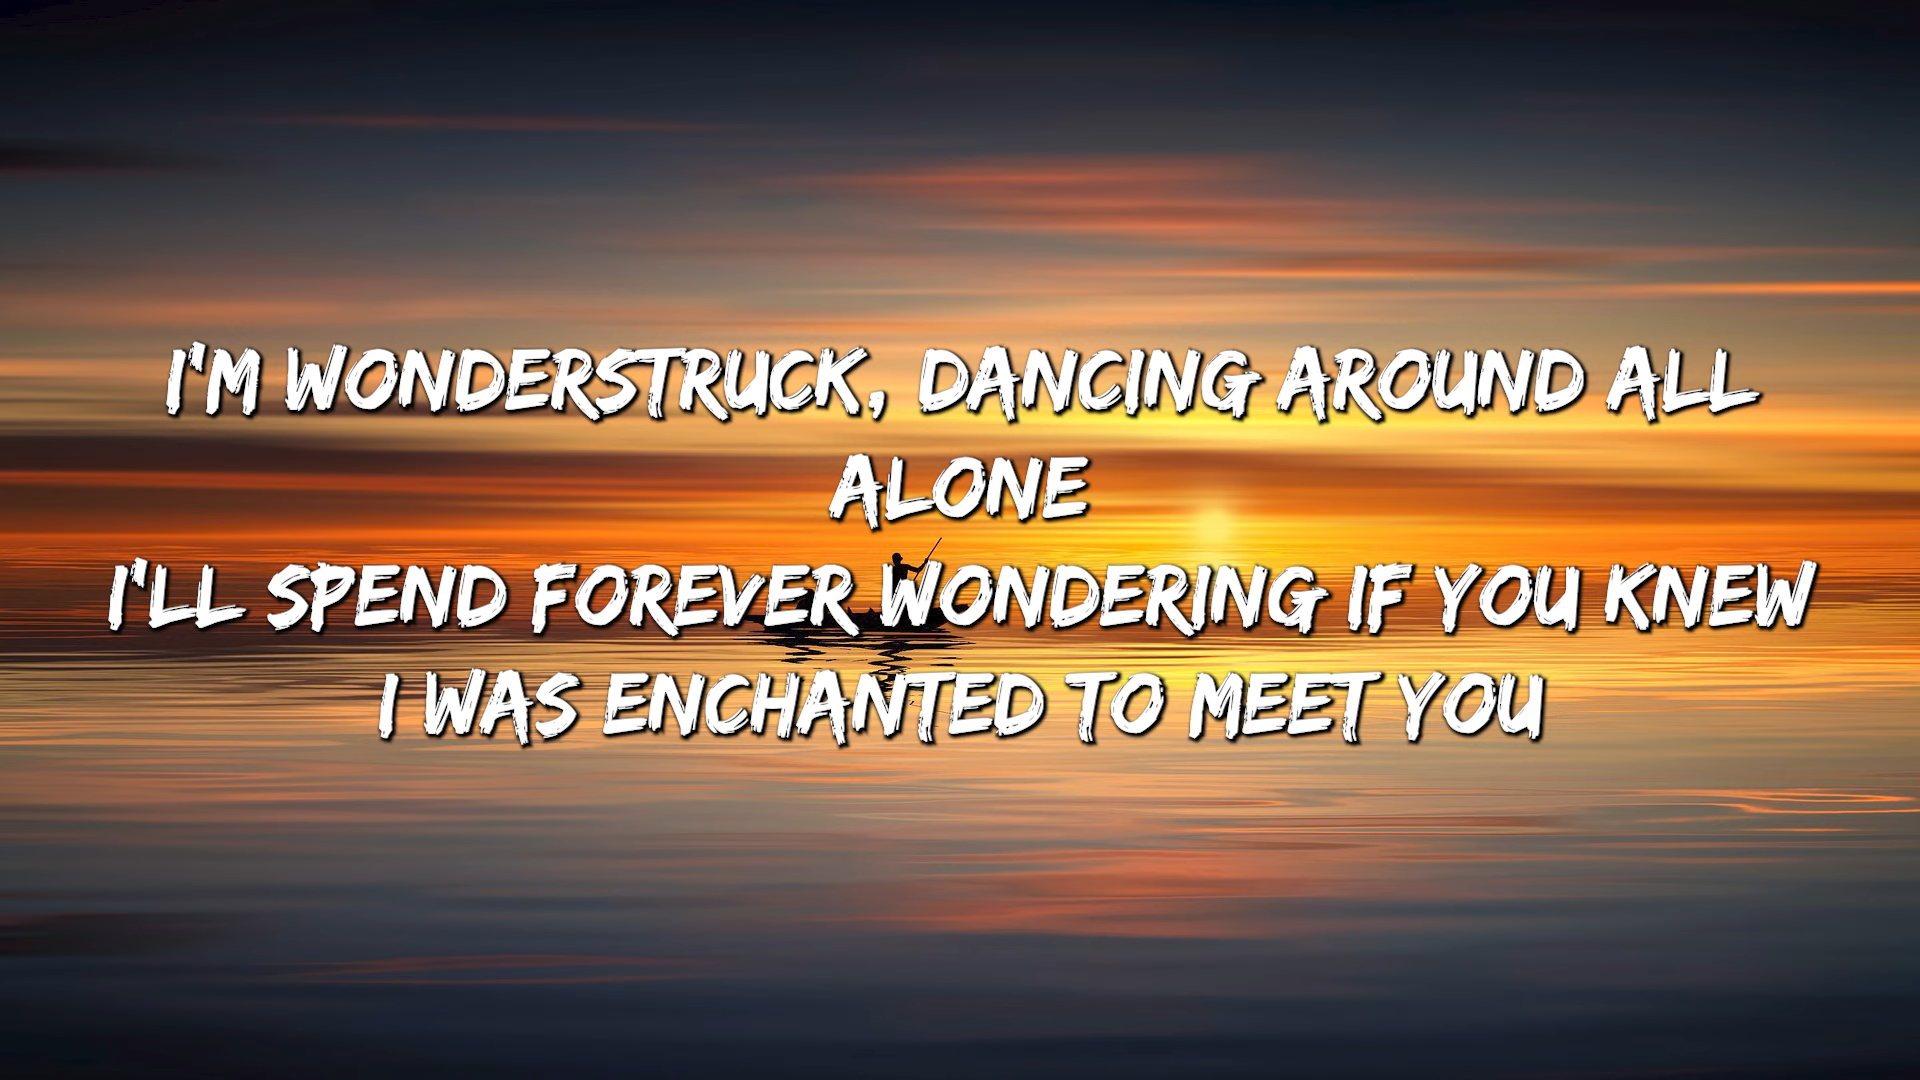 I'M WONDERSTRUCK, DANCING AROUND ALL
ALONE
I'LL SPEND FOREVER WONDERING IF YOU KNEW
I WAS ENCHANTED TO MEET YOU